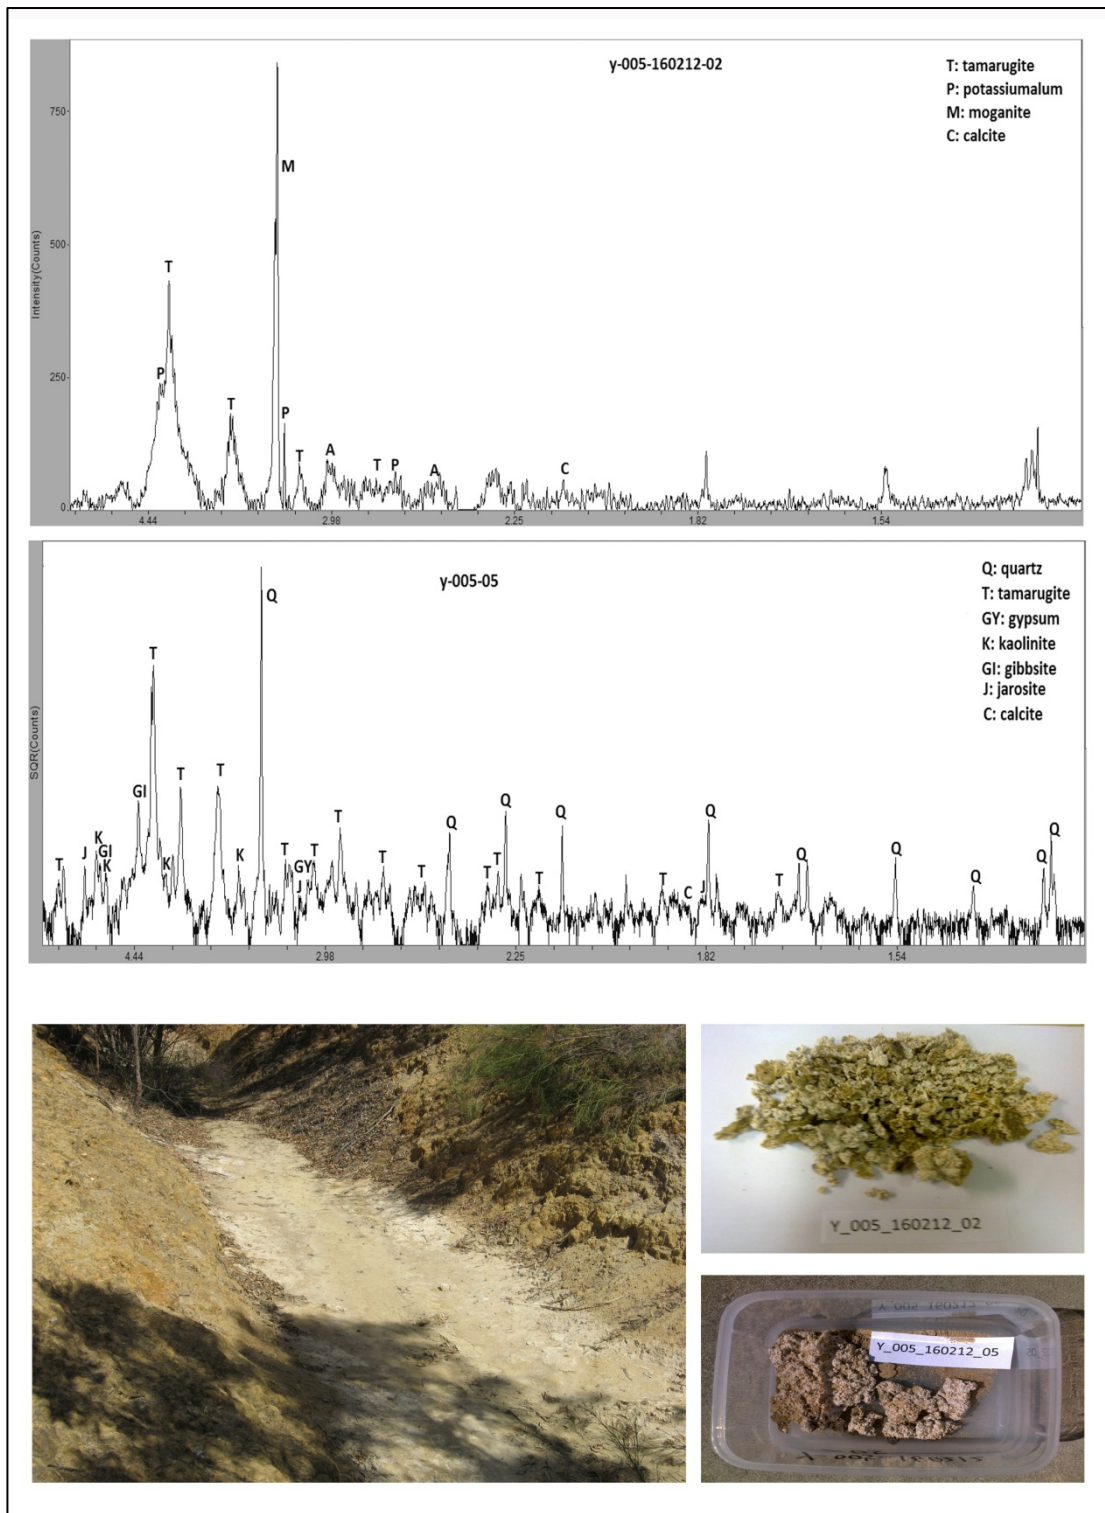 y-005-160212-02
T: tamarugite
P: potassiumalum
M: moganite
C: calcite
Intensity(Counts)
750
500
250
0
M
T
P
T
P
T
A
T
P
A
C
4.44
2.98
2.25
1.82
1.54
y-005-05
Q: quartz
T: tamarugite
GY: gypsum
K: kaolinite
GI: gibbsite
J: jarosite
C: calcite
SQR(Counts)
T
J
K
GI
K
GI
T
K
T
T
K
Q
T
J
GY
T
T
T
T
Q
T
T
Q
T
Q
T
C
J
Q
T
Q
Q
Q
Q
Q
4.44
2.98
2.25
1.82
1.54
Y_005_160212_02
Y_005_160212_05